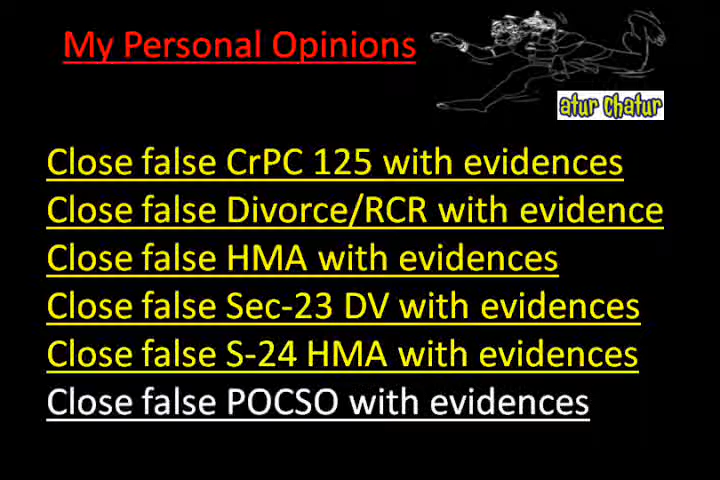 My Personal Opinions
atur Chatur
Close false CrPC 125 with evidences
Close false Divorce/RCR with evidence
Close false HMA with evidences
Close false Sec-23 DV with evidences
Close false S-24 HMA with evidences
Close false POCSO with evidences